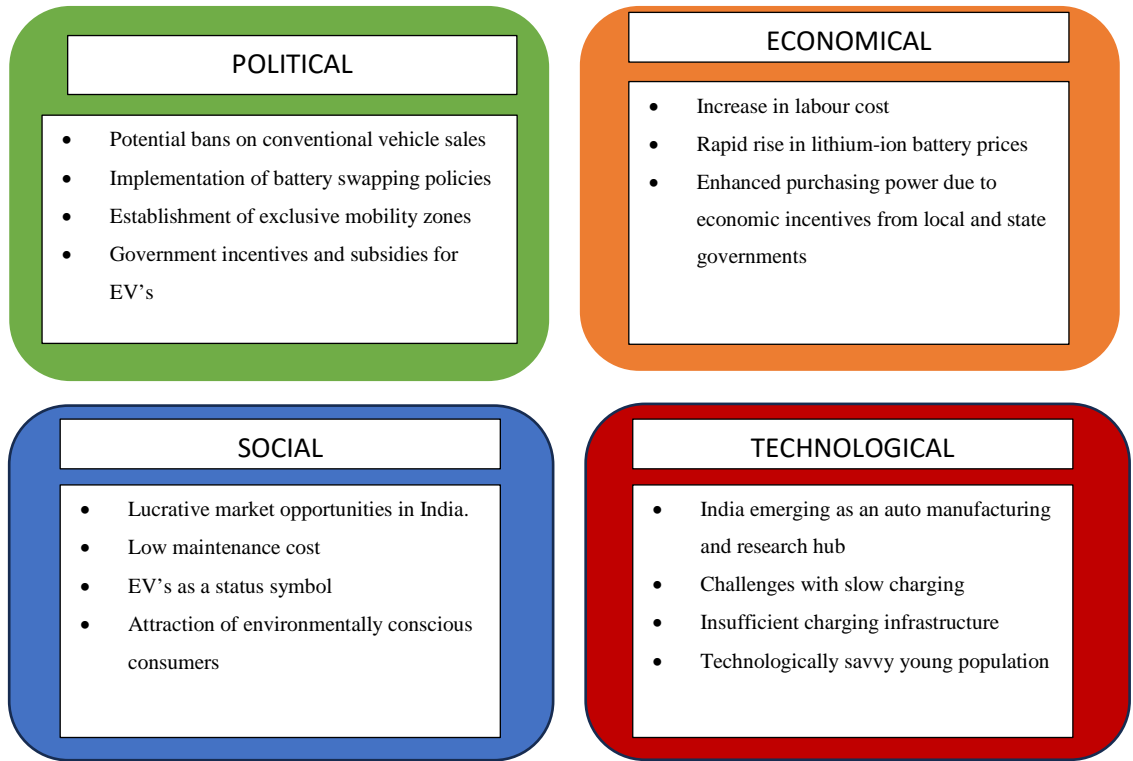 POLITICAL
• Potential bans on conventional vehicle sales
• Implementation of battery swapping policies
• Establishment of exclusive mobility zones
• Government incentives and subsidies for
EV’s
ECONOMICAL
• Increase in labour cost
• Rapid rise in lithium-ion battery prices
• Enhanced purchasing power due to
economic incentives from local and state
governments
SOCIAL
• Lucrative market opportunities in India.
• Low maintenance cost
• EV’s as a status symbol
• Attraction of environmentally conscious
consumers
TECHNOLOGICAL
• India emerging as an auto manufacturing
and research hub
• Challenges with slow charging
• Insufficient charging infrastructure
• Technologically savvy young population